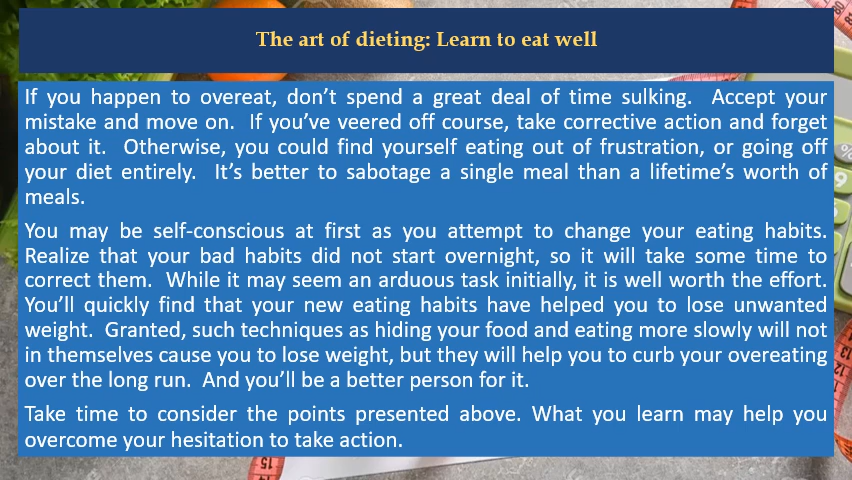 The art of dieting: Learn to eat well
If you happen to overeat, don’t spend a great deal of time sulking.  Accept your
mistake and move on.  If you’ve veered off course, take corrective action and forget
about it.  Otherwise, you could find yourself eating out of frustration, or going off
your diet entirely.  It’s better to sabotage a single meal than a lifetime’s worth of
meals.
You may be self-conscious at first as you attempt to change your eating habits.
Realize that your bad habits did not start overnight, so it will take some time to
correct them.  While it may seem an arduous task initially, it is well worth the effort.
You’ll quickly find that your new eating habits have helped you to lose unwanted
weight.  Granted, such techniques as hiding your food and eating more slowly will not
in themselves cause you to lose weight, but they will help you to curb your overeating
over the long run.  And you’ll be a better person for it.
Take time to consider the points presented above. What you learn may help you
overcome your hesitation to take action.
15